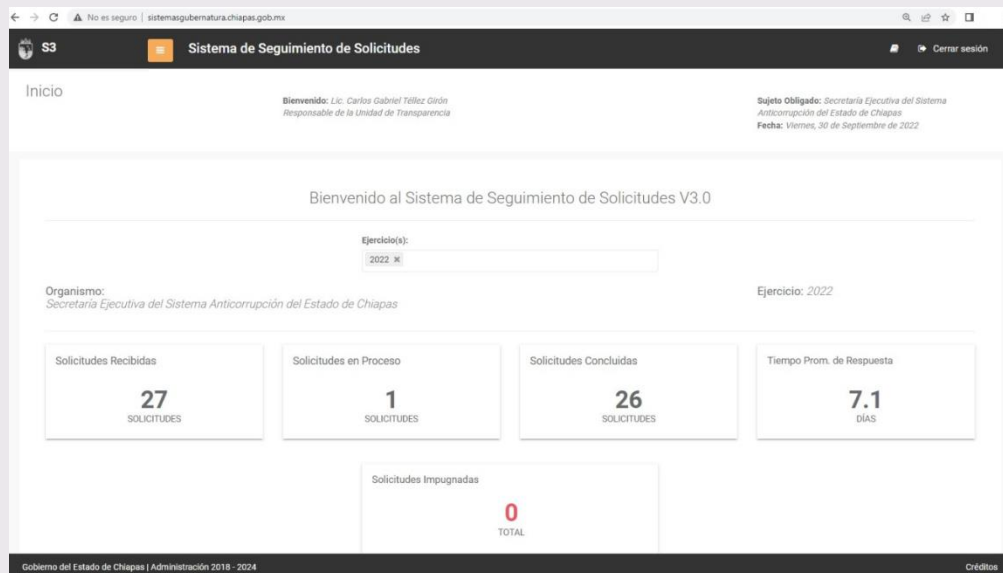 No es seguro | sistemasgubernatura.chiapas.gob.mx
S3
Sistema de Seguimiento de Solicitudes
Cerrar sesión
Inicio
Bienvenido: Lic. Carlos Gabriel Téllez Girón
Responsable de la Unidad de Transparencia
Sujeto Obligado: Secretaría Ejecutiva del Sistema
Anticorrupción del Estado de Chiapas
Fecha: Viernes, 30 de Septiembre de 2022
Bienvenido al Sistema de Seguimiento de Solicitudes V3.0
Ejercicio(s):
2022 ×
Organismo:
Secretaría Ejecutiva del Sistema Anticorrupción del Estado de Chiapas
Ejercicio: 2022
Solicitudes Recibidas
27
SOLICITUDES
Solicitudes en Proceso
1
SOLICITUDES
Solicitudes Concluidas
26
SOLICITUDES
Tiempo Prom. de Respuesta
7.1
DÍAS
Solicitudes Impugnadas
0
TOTAL
Gobierno del Estado de Chiapas | Administración 2018 - 2024
Créditos